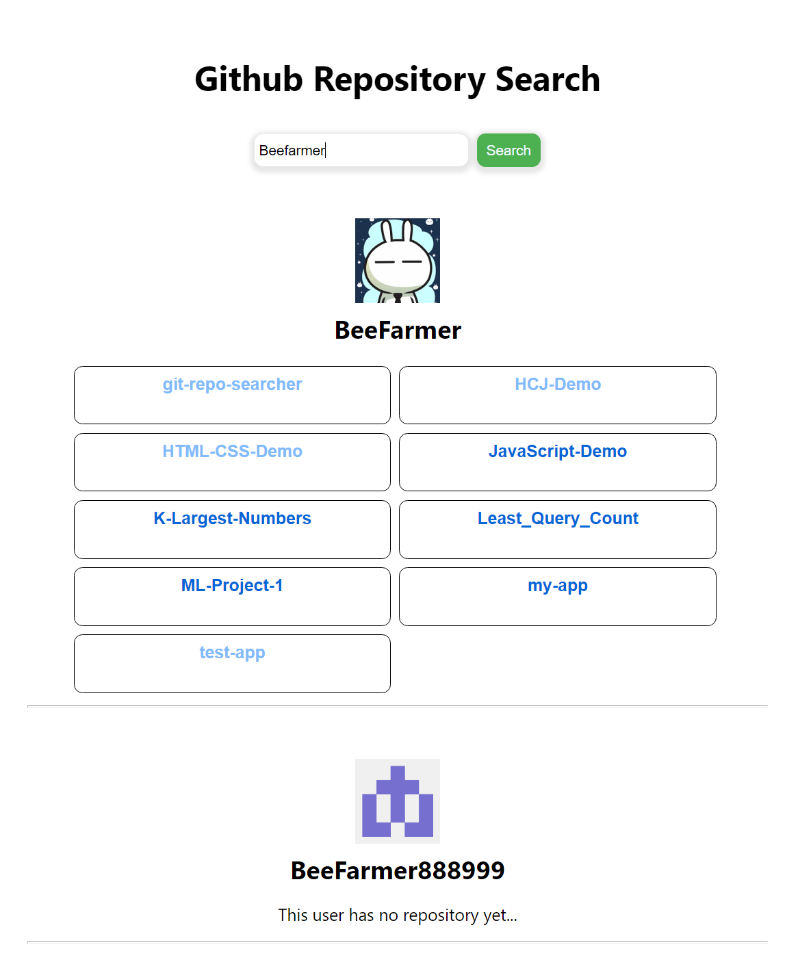 Github Repository Search
Beefarmer Search
BeeFarmer
git-repo-searcher HCJ-Demo
HTML-CSS-Demo JavaScript-Demo
K-Largest-Numbers Least_Query_Count
ML-Project-1 my-app
test-app
BeeFarmer888999
This user has no repository yet...